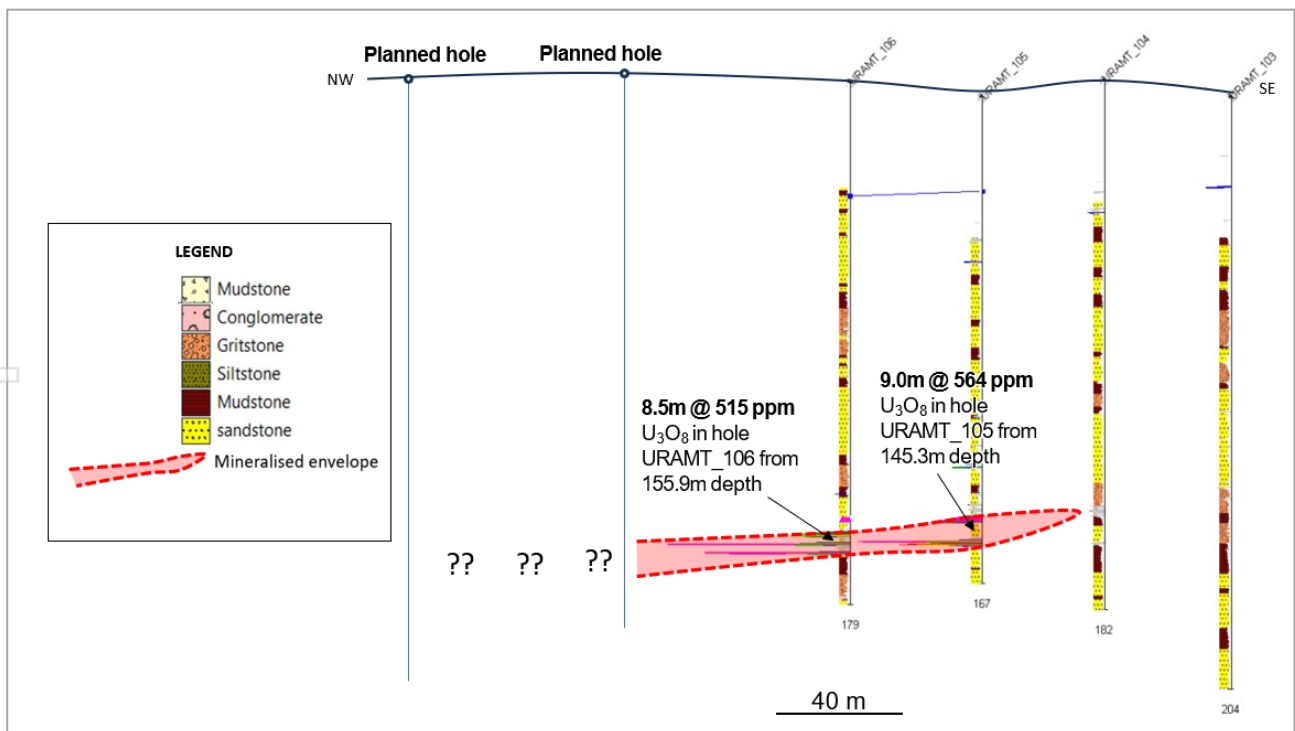 Planned hole
Planned hole
NW
URAMT_106
URAMT_105
URAMT_104
URAMT_103
SE
LEGEND
Mudstone
Conglomerate
Gritstone
Siltstone
Mudstone
sandstone
Mineralised envelope
8.5m @ 515 ppm
U₃O₈ in hole
URAMT_106 from
155.9m depth
9.0m @ 564 ppm
U₃O₈ in hole
URAMT_105 from
145.3m depth
?? ?? ??
179
167
182
204
40 m